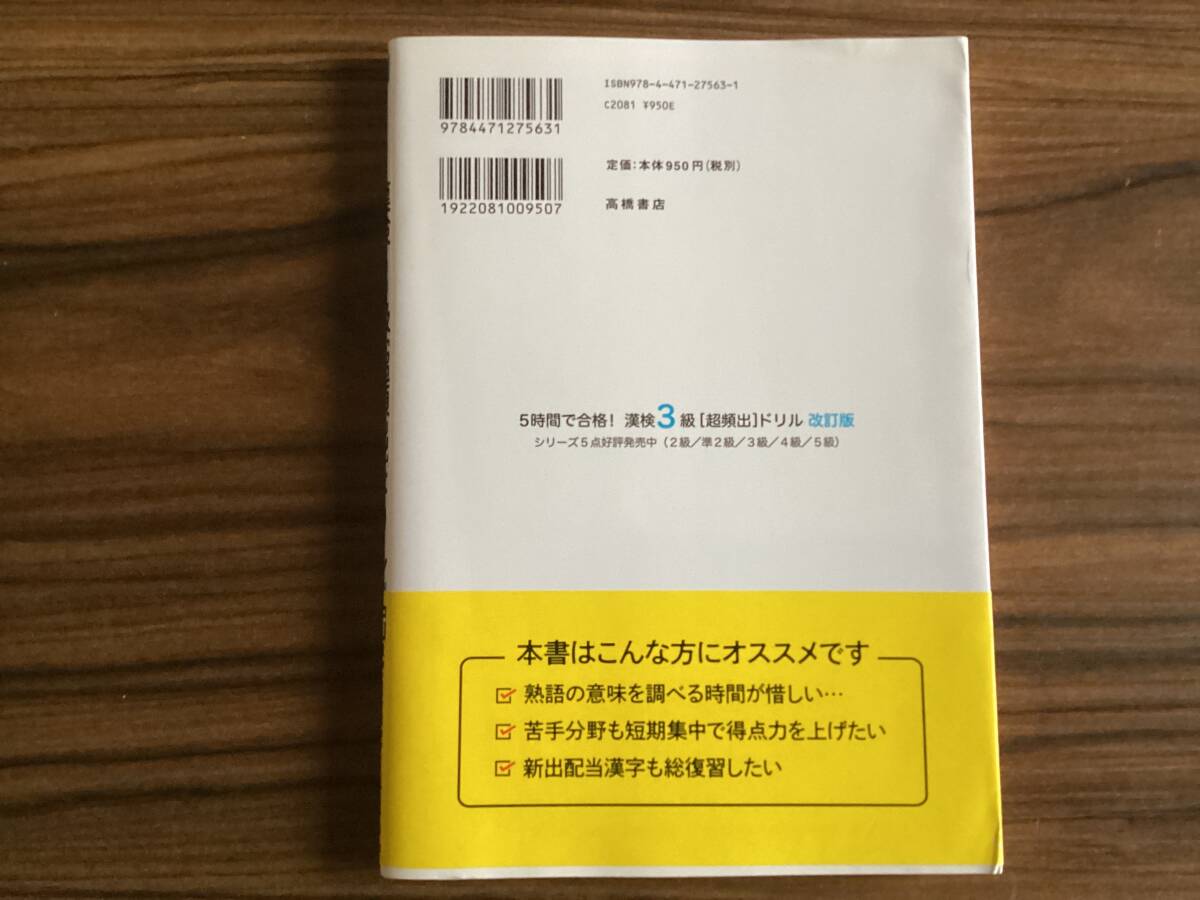 ISBN978-4-471-27563-1
C2081 ¥950E
9784471275631
定価：本体950円（税別）
1922081009507
高橋書店
5時間で合格！ 漢検3級［超頻出］ドリル 改訂版
シリーズ5点好評発売中（2級／準2級／3級／4級／5級）
本書はこんな方にオススメです
熟語の意味を調べる時間が惜しい…
苦手分野も短期集中で得点力を上げたい
新出配当漢字も総復習したい